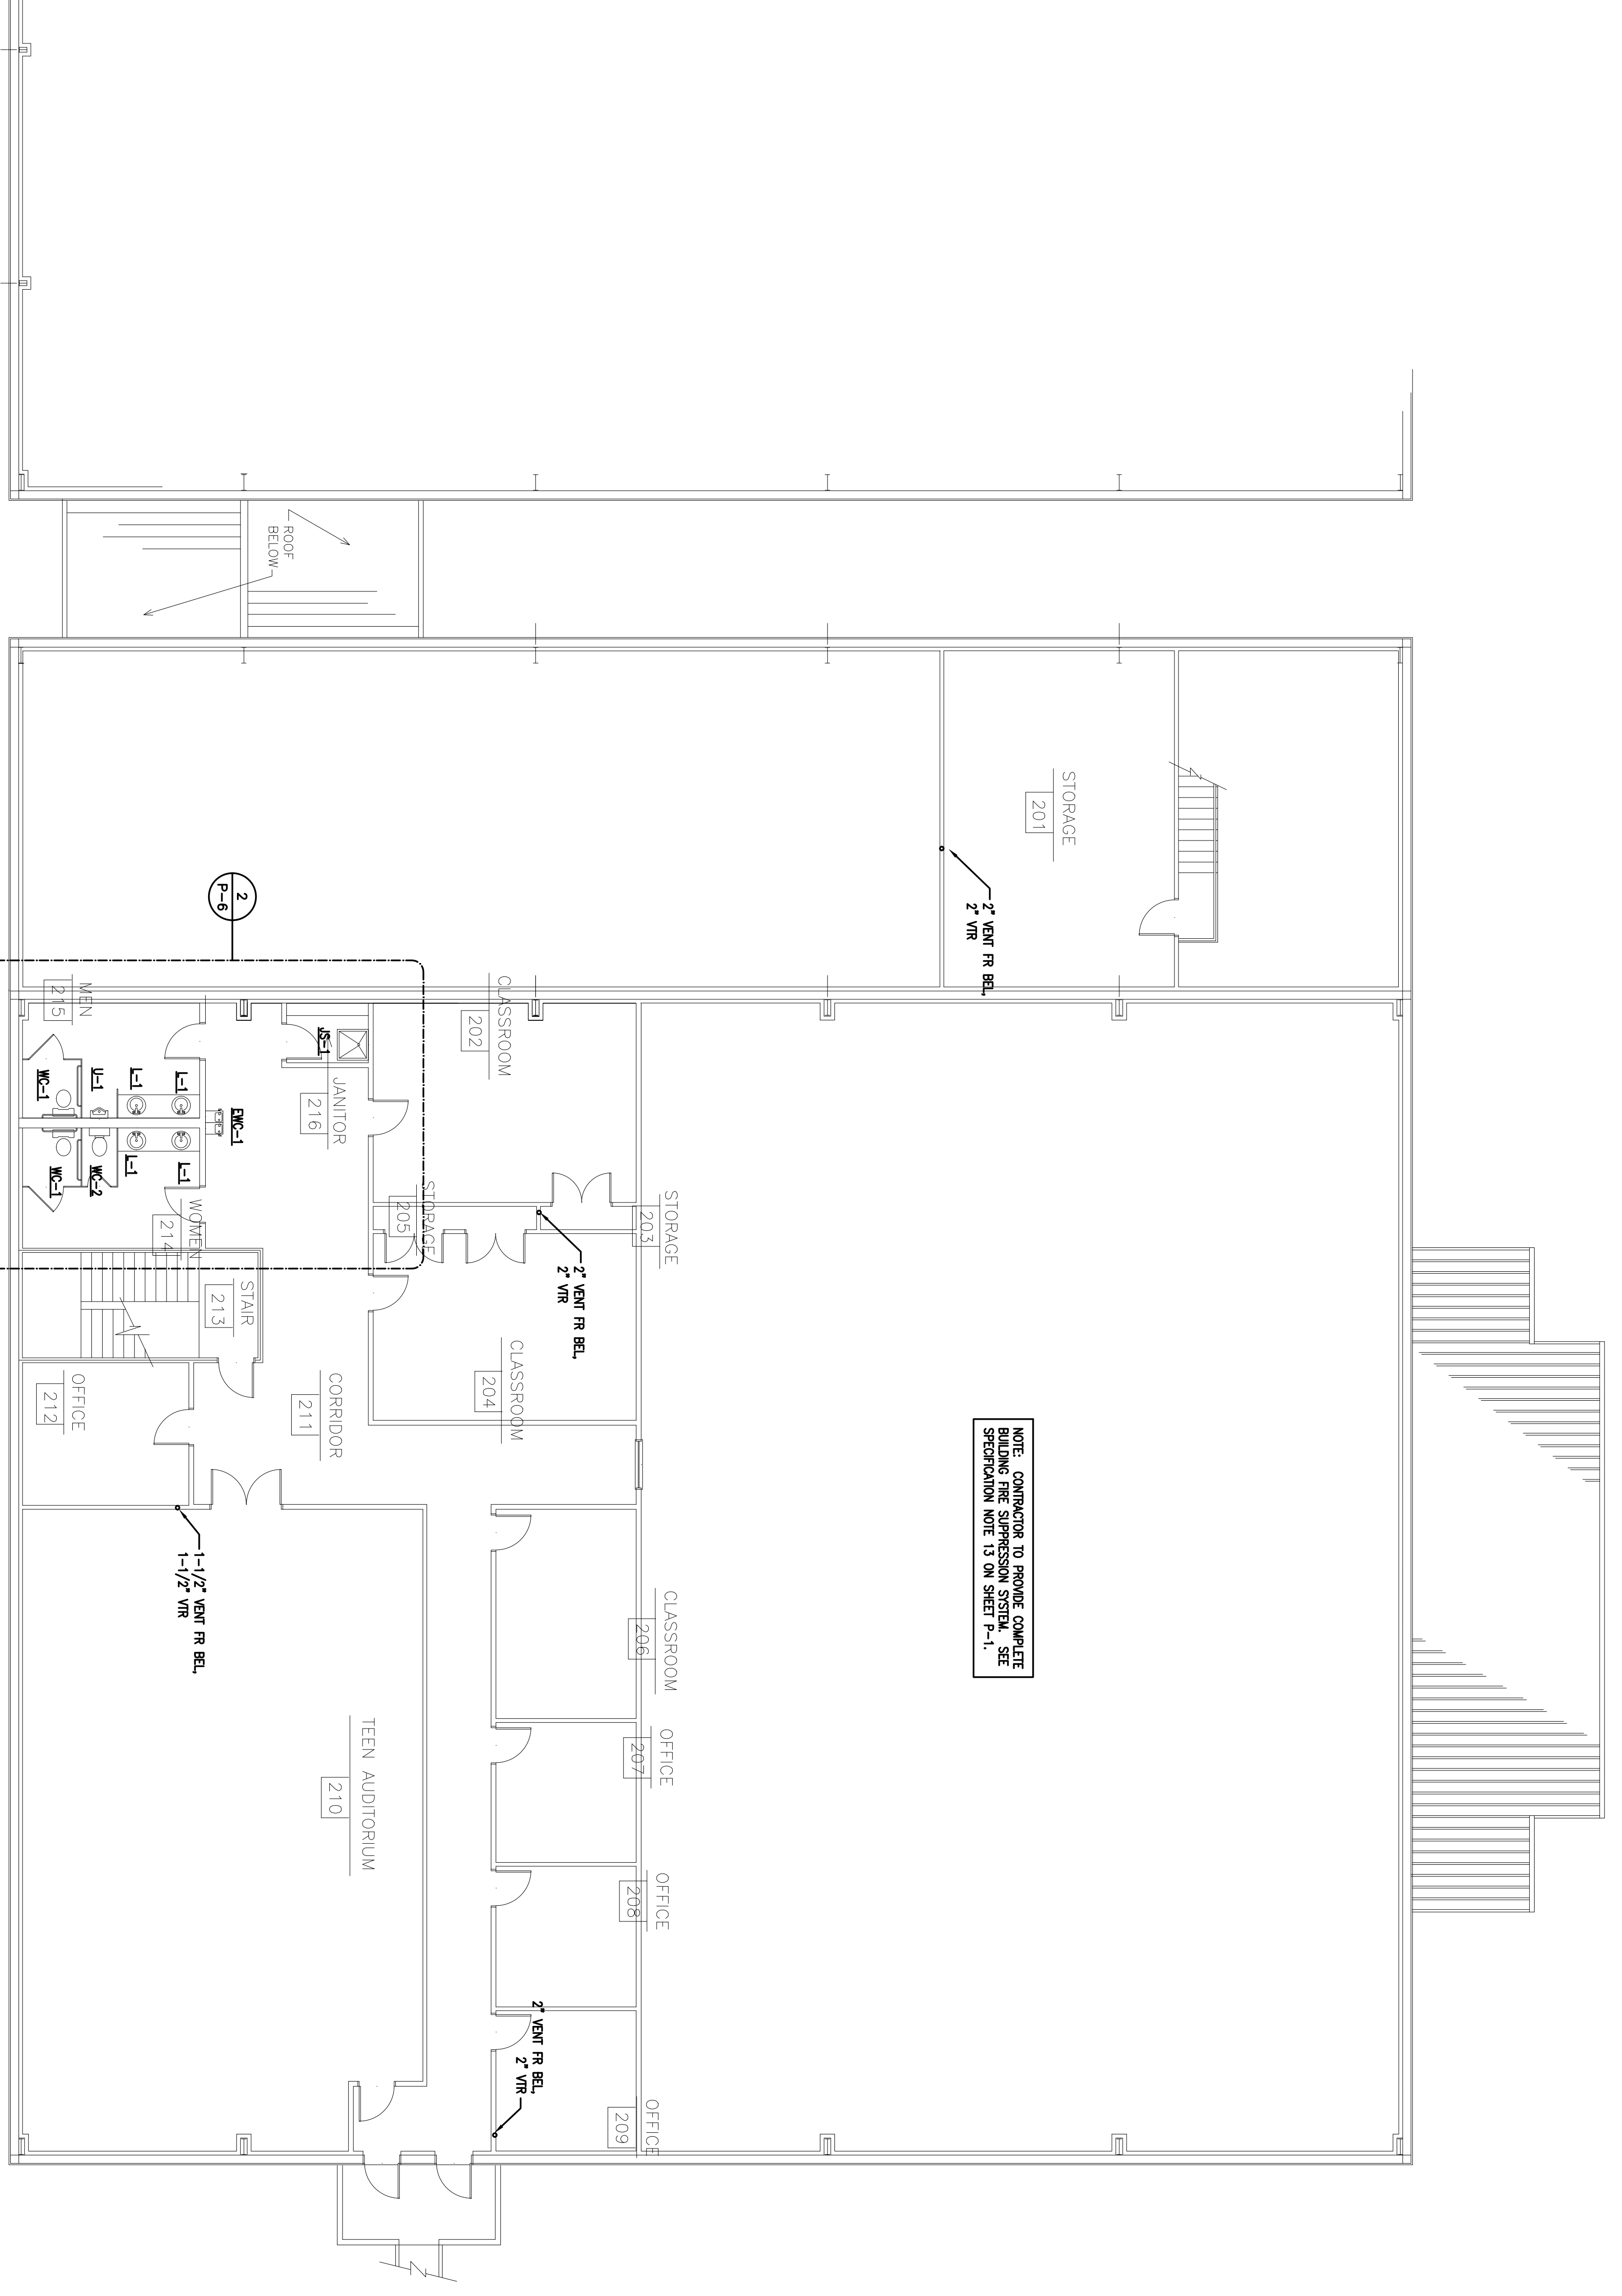 ROOF
BELOW
STORAGE
201
2" VENT FR BEL,
2" VTR
2
P-6
MEN
215
CLASSROOM
202
JS-1
JANITOR
216
WC-1
U-1
L-1
L-1
EWC-1
WC-1
WC-2
L-1
L-1
WOMEN
214
STORAGE
205
STORAGE
203
2" VENT FR BEL,
2" VTR
STAIR
213
CLASSROOM
204
OFFICE
212
CORRIDOR
211
NOTE: CONTRACTOR TO PROVIDE COMPLETE
BUILDING FIRE SUPPRESSION SYSTEM. SEE
SPECIFICATION NOTE 13 ON SHEET P-1.
1-1/2" VENT FR BEL,
1-1/2" VTR
CLASSROOM
206
OFFICE
207
TEEN AUDITORIUM
210
OFFICE
208
2" VENT FR BEL,
2" VTR
OFFICE
209